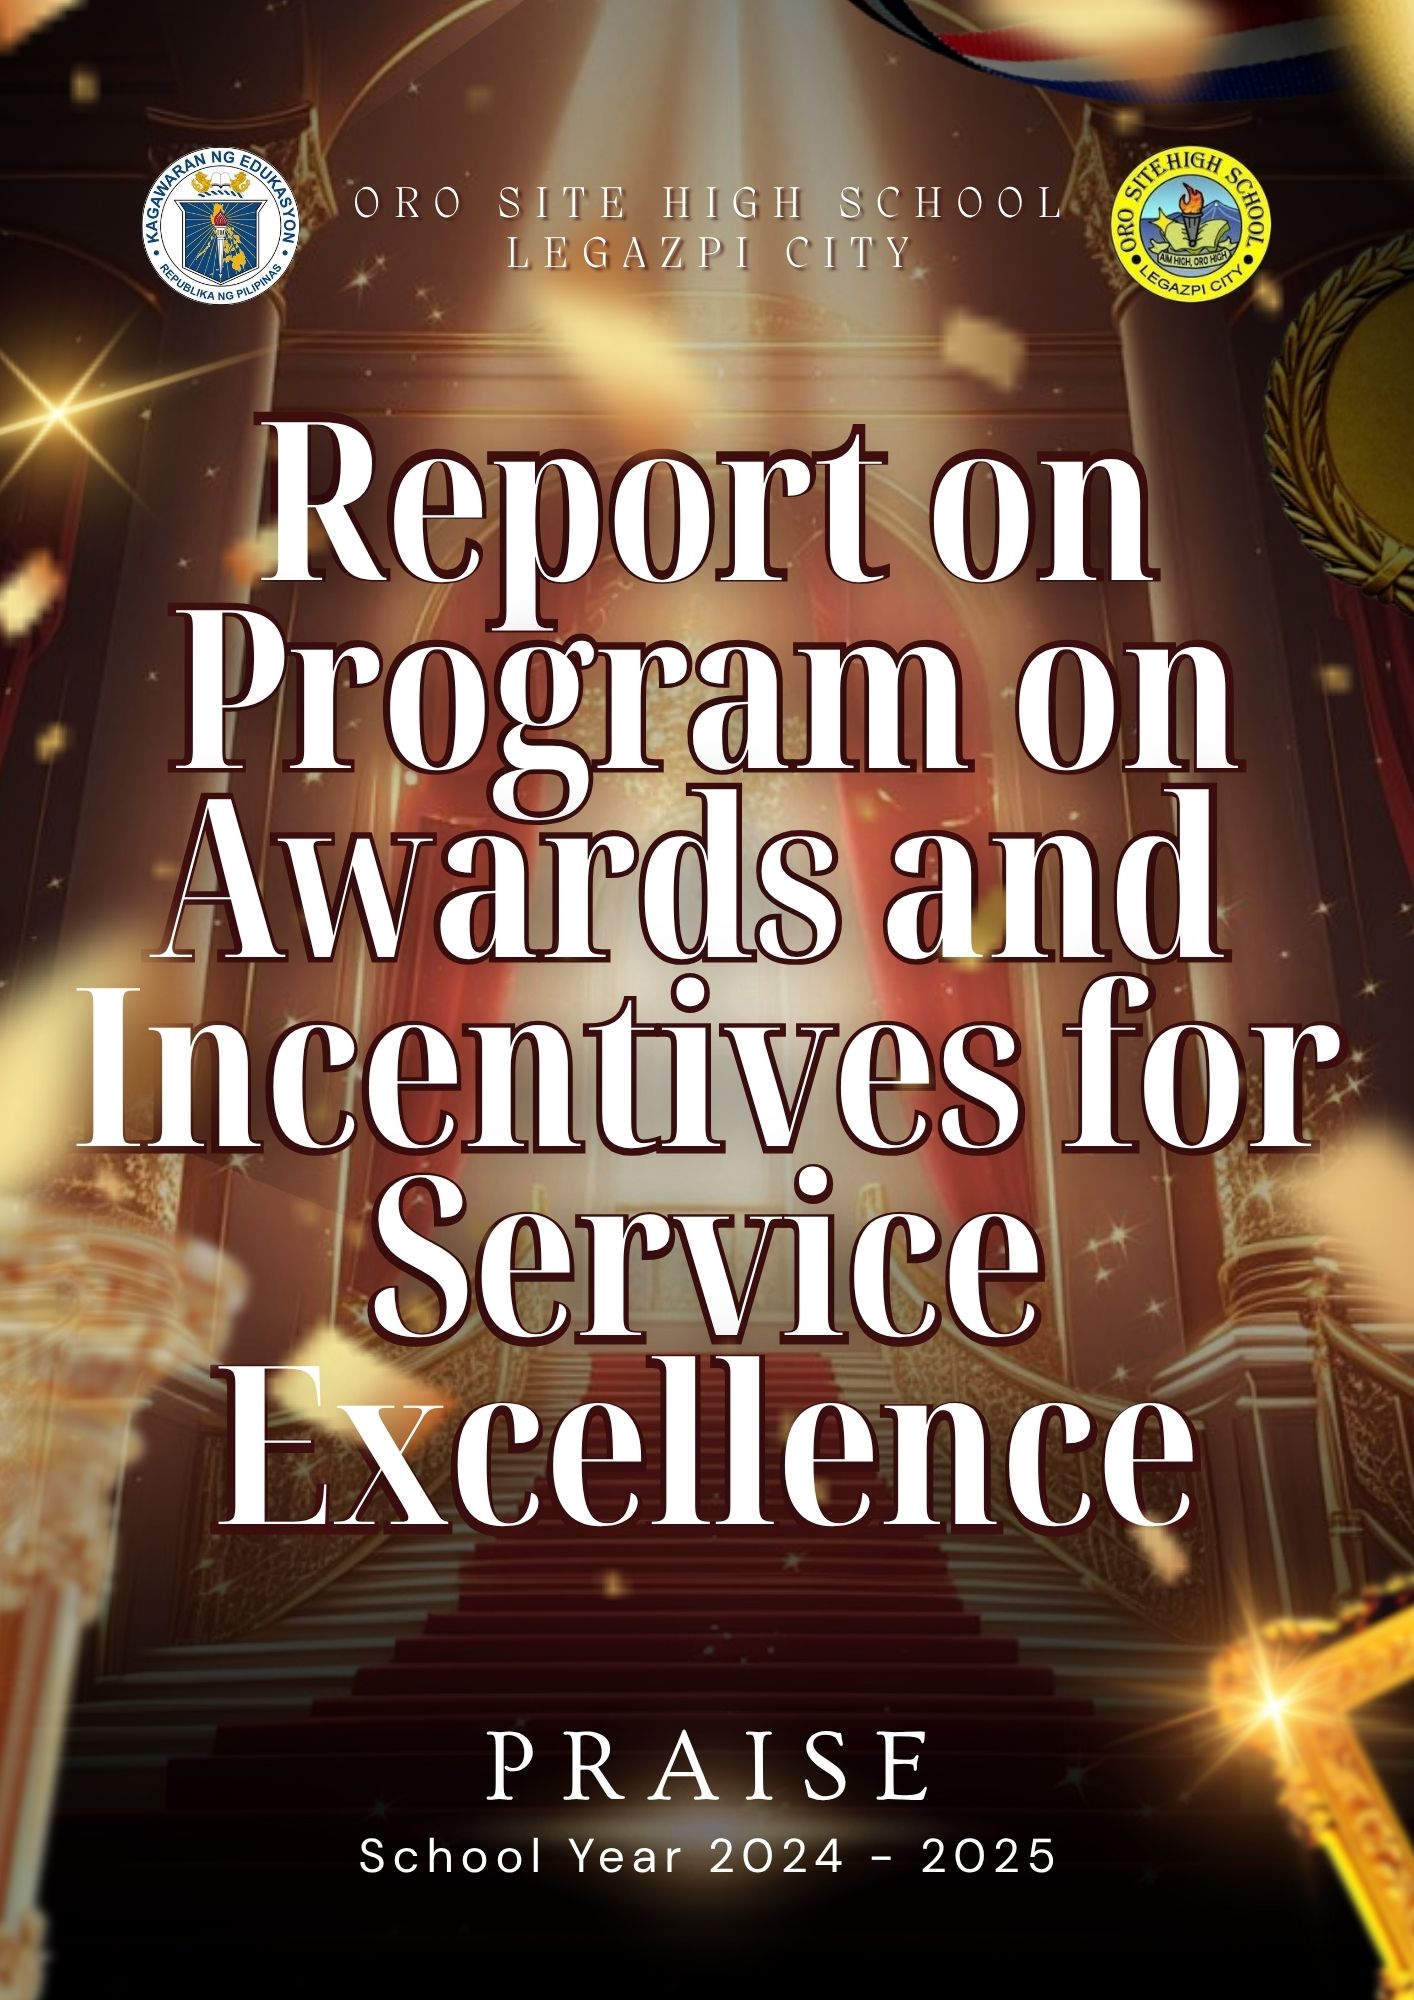 KAGAWARAN NG EDUKASYON
REPUBLIKA NG PILIPINAS
ORO SITE HIGH SCHOOL
LEGAZPI CITY
ORO SITE HIGH SCHOOL
AIM HIGH, ORO HIGH
LEGAZPI CITY
Report on
Program on
Awards and
Incentives for
Service
Excellence
PRAISE
School Year 2024 - 2025